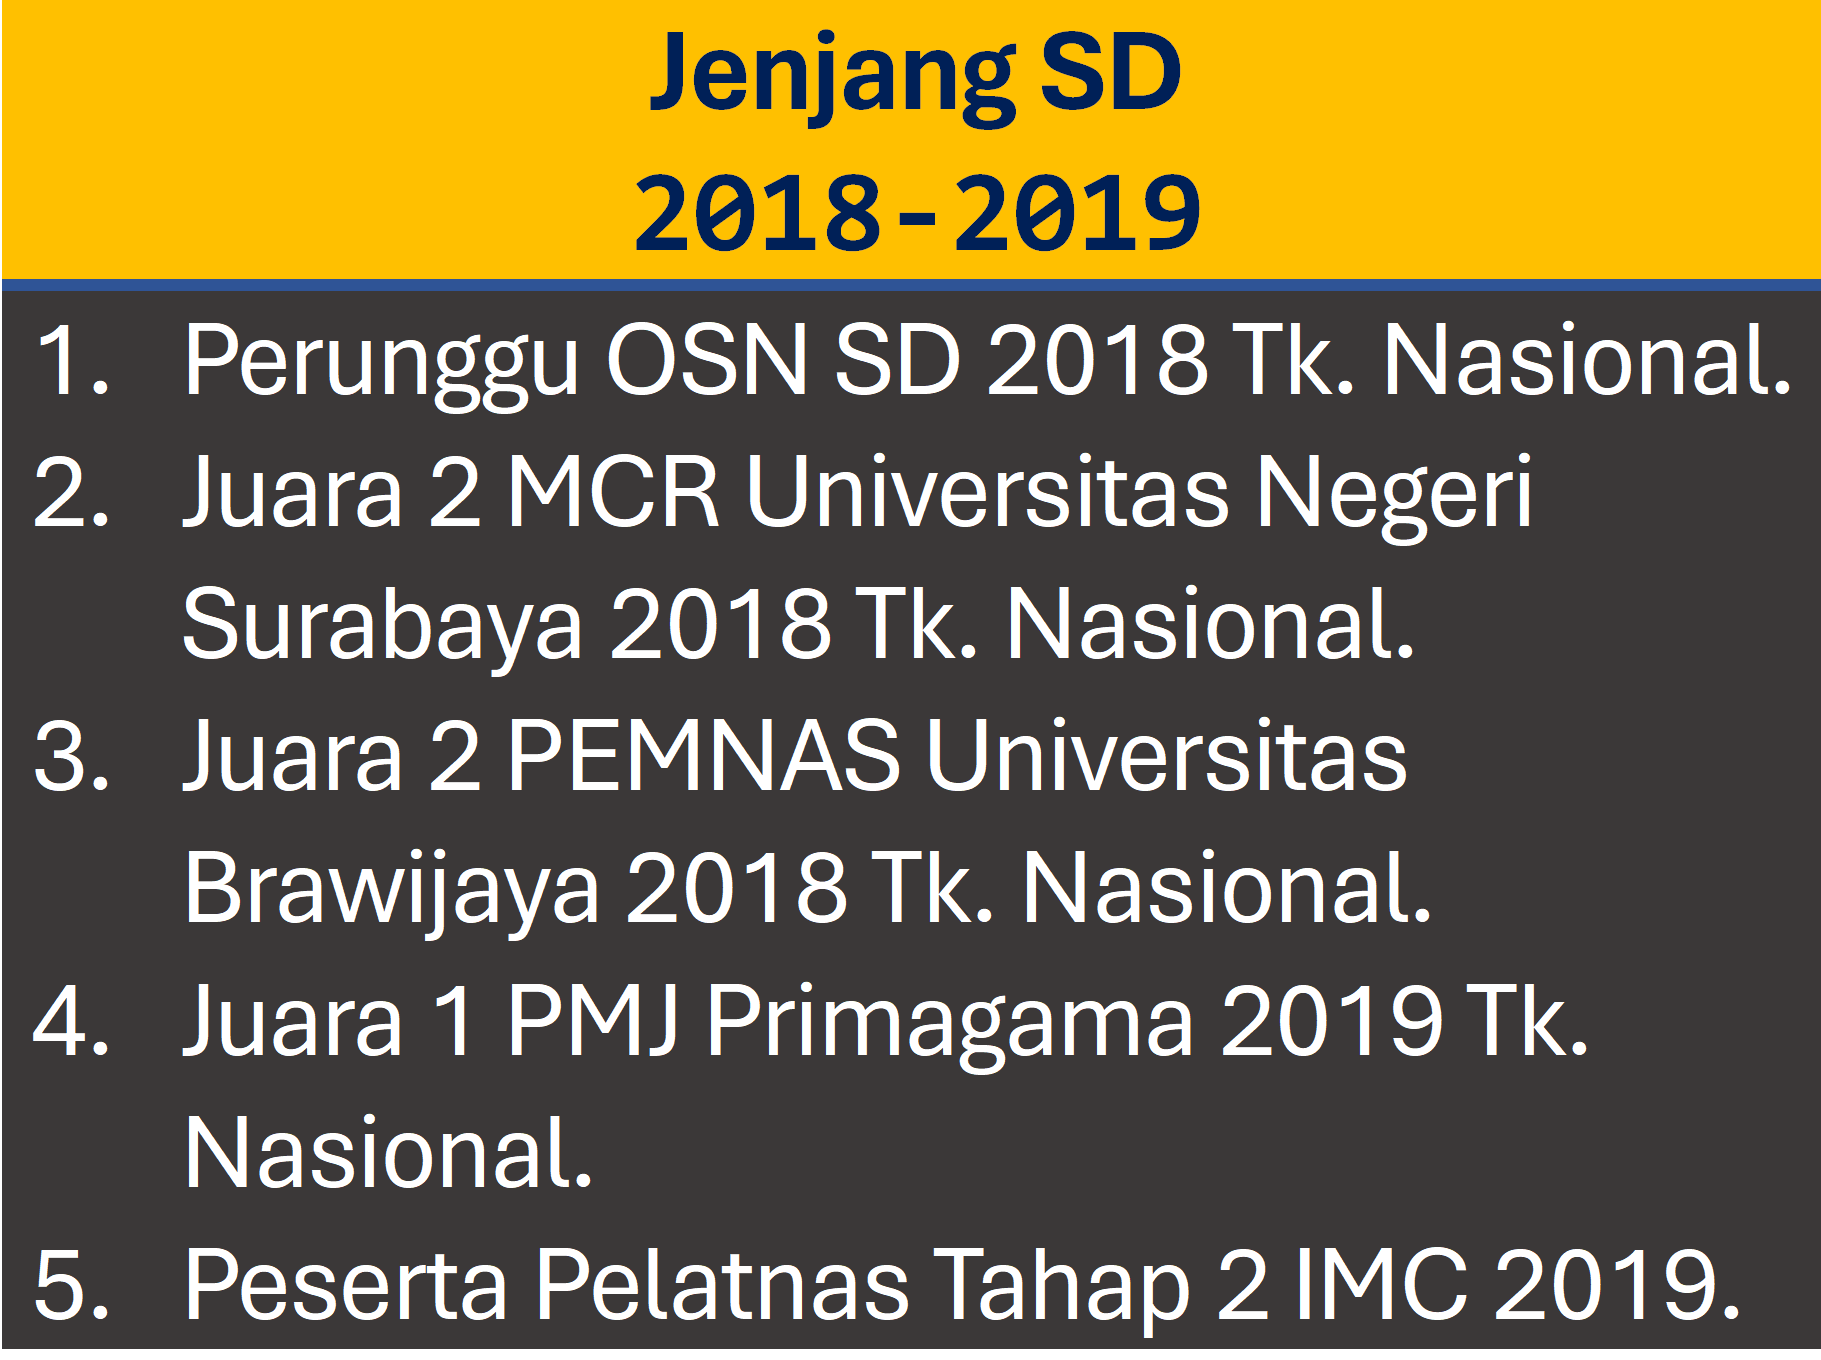 Jenjang SD
2018-2019
1. Perunggu OSN SD 2018 Tk. Nasional.
2. Juara 2 MCR Universitas Negeri
Surabaya 2018 Tk. Nasional.
3. Juara 2 PEMNAS Universitas
Brawijaya 2018 Tk. Nasional.
4. Juara 1 PMJ Primagama 2019 Tk.
Nasional.
5. Peserta Pelatnas Tahap 2 IMC 2019.